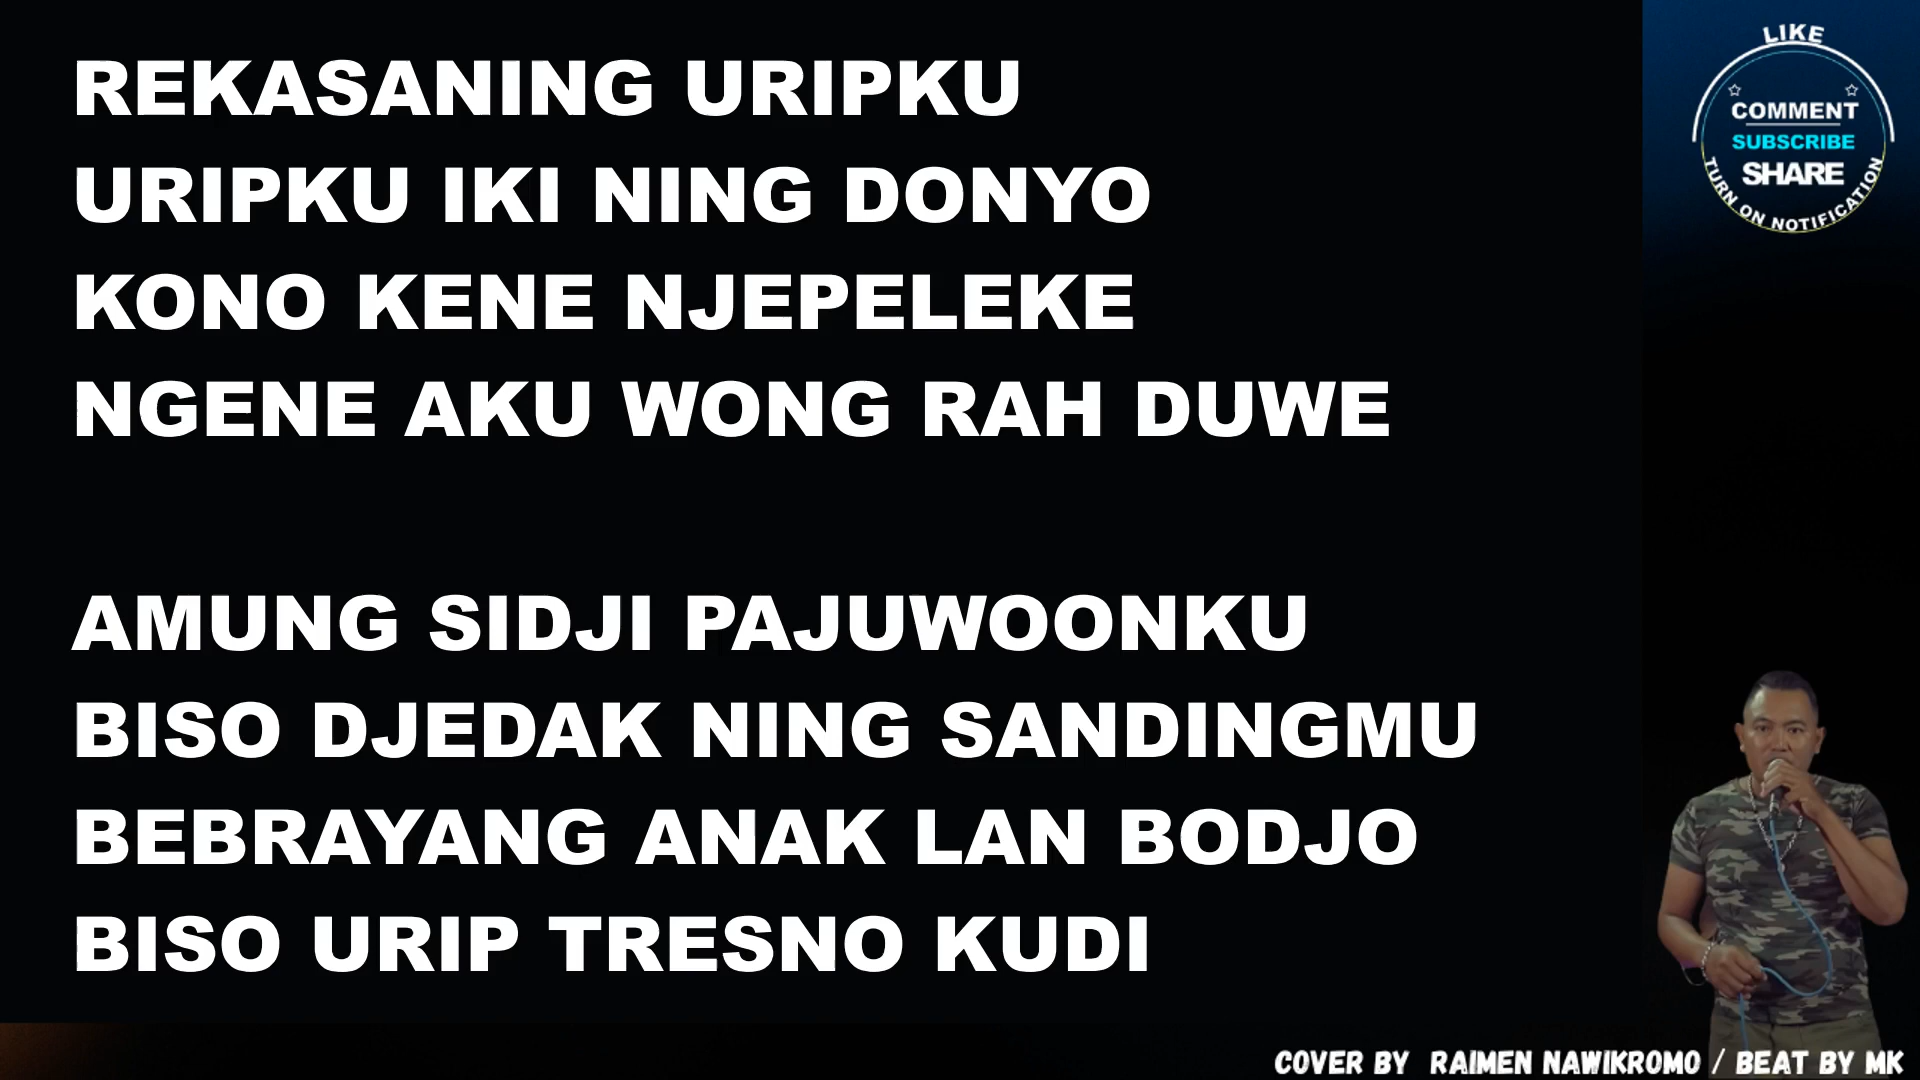 REKASANING URIPKU
URIPKU IKI NING DONYO
KONO KENE NJEPELEKE
NGENE AKU WONG RAH DUWE
AMUNG SIDJI PAJUWOONKU
BISO DJEDAK NING SANDINGMU
BEBRAYANG ANAK LAN BODJO
BISO URIP TRESNO KUDI
LIKE
COMMENT
SUBSCRIBE
SHARE
TURN ON NOTIFICATION
COVER BY RAIMEN NAWIKROMO / BEAT BY MK